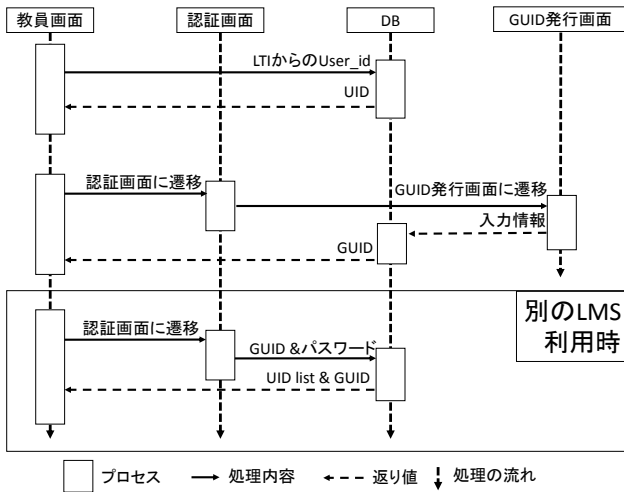 教員画面
認証画面
DB
GUID発行画面
LTIからのUser_id
UID
認証画面に遷移
GUID発行画面に遷移
入力情報
GUID
別のLMS
利用時
認証画面に遷移
GUID &パスワード
UID list & GUID
プロセス
処理内容
返り値
処理の流れ